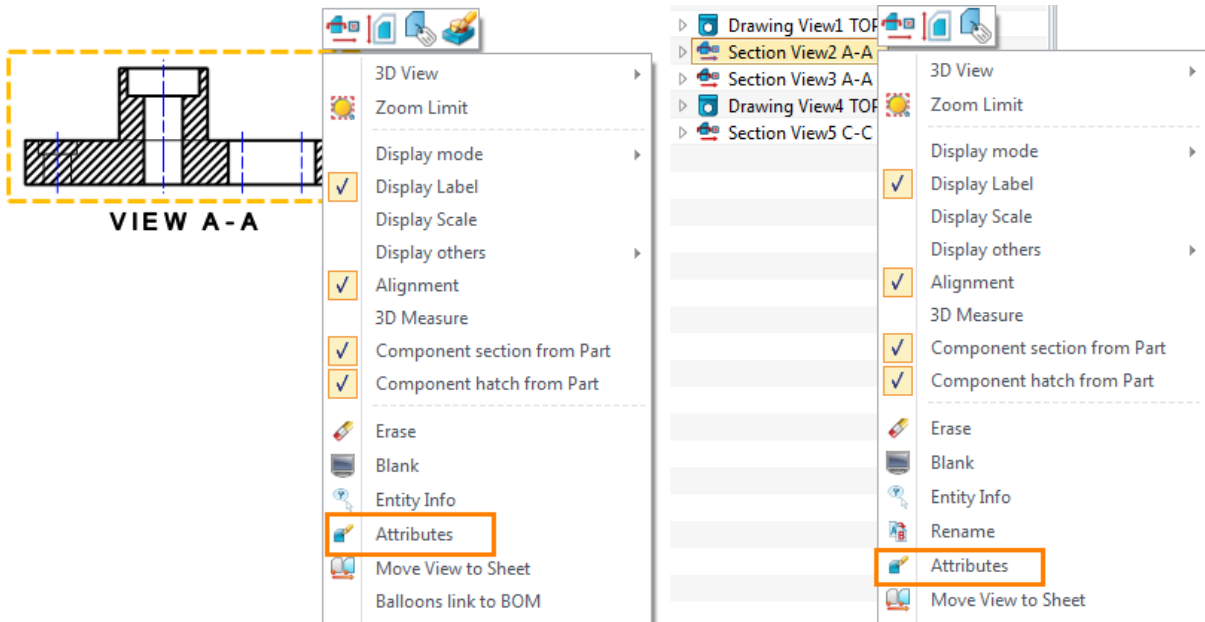 VIEW A-A
3D View
Zoom Limit
Display mode
Display Label
Display Scale
Display others
Alignment
3D Measure
Component section from Part
Component hatch from Part
Erase
Blank
Entity Info
Attributes
Move View to Sheet
Balloons link to BOM
Drawing View1 TOP
Section View2 A-A
Section View3 A-A
Drawing View4 TOP
Section View5 C-C
3D View
Zoom Limit
Display mode
Display Label
Display Scale
Display others
Alignment
3D Measure
Component section from Part
Component hatch from Part
Erase
Blank
Entity Info
Rename
Attributes
Move View to Sheet